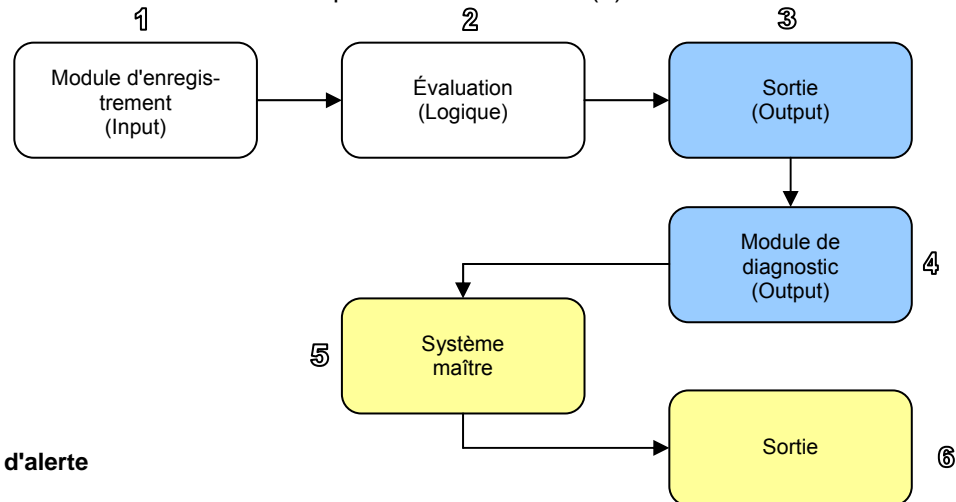 1
2
3
Module d'enregis-
trement
(Input)
Évaluation
(Logique)
Sortie
(Output)
Module de
diagnostic
(Output)
4
5
Système
maître
Sortie
6
d'alerte